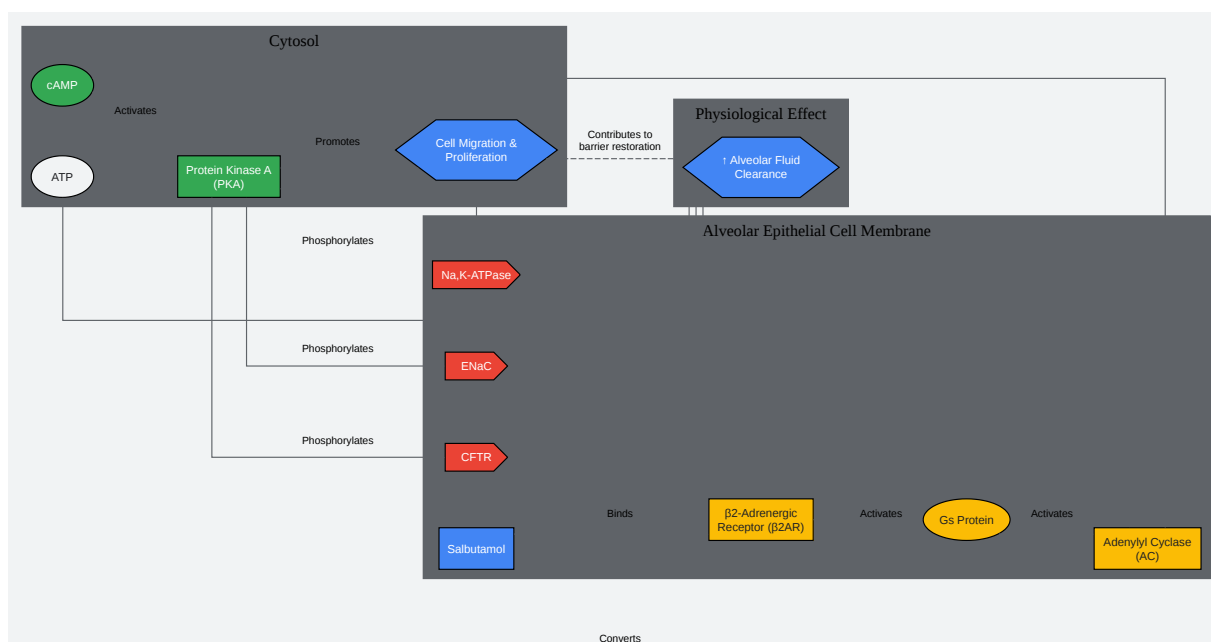 Cytosol
cAMP
Activates
Promotes
Cell Migration &
Proliferation
ATP
Protein Kinase A
(PKA)
Contributes to
barrier restoration
Physiological Effect
↑ Alveolar Fluid
Clearance
Alveolar Epithelial Cell Membrane
Phosphorylates
Na,K-ATPase
Phosphorylates
ENaC
Phosphorylates
CFTR
Salbutamol
Binds
β2-Adrenergic
Receptor (β2AR)
Activates
Gs Protein
Activates
Adenylyl Cyclase
(AC)
Converts